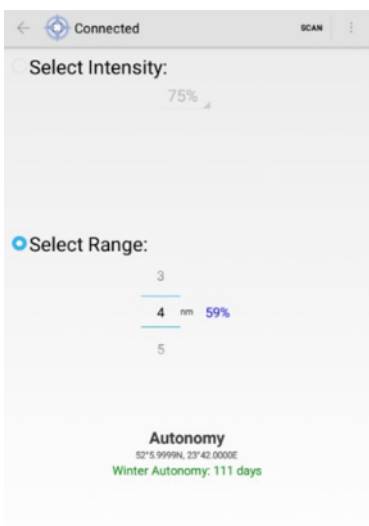 Connected SCAN
Select Intensity:
75%
Select Range:
3
4 nm 59%
5
Autonomy
52°5.9999N, 23°42.0000E
Winter Autonomy: 111 days